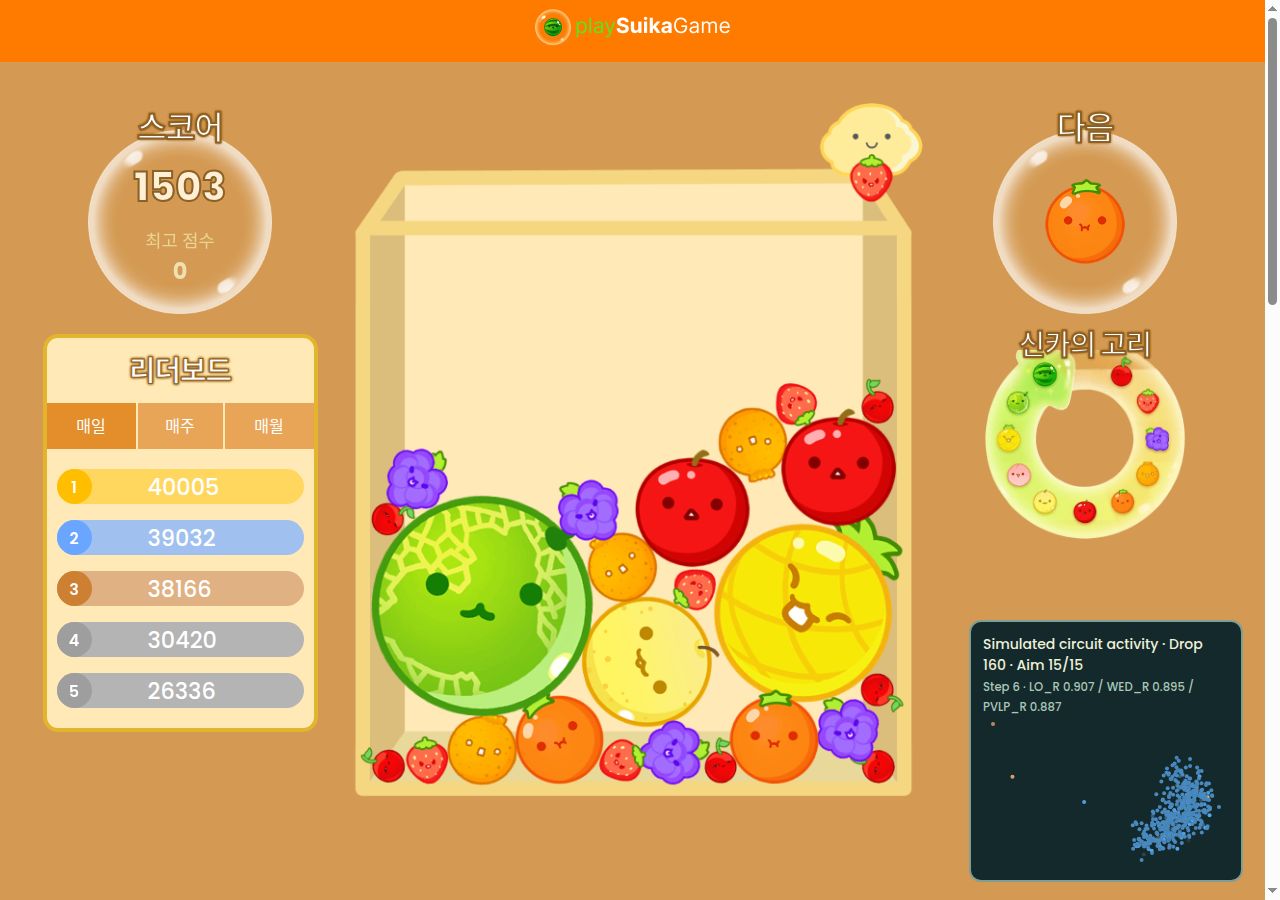 playSuikaGame
스코어
1503
최고 점수
0
리더보드
매일 매주 매월
1 40005
2 39032
3 38166
4 30420
5 26336
다음
신카의 고리
Simulated circuit activity · Drop
160 · Aim 15/15
Step 6 · LO_R 0.907 / WED_R 0.895 /
PVLP_R 0.887